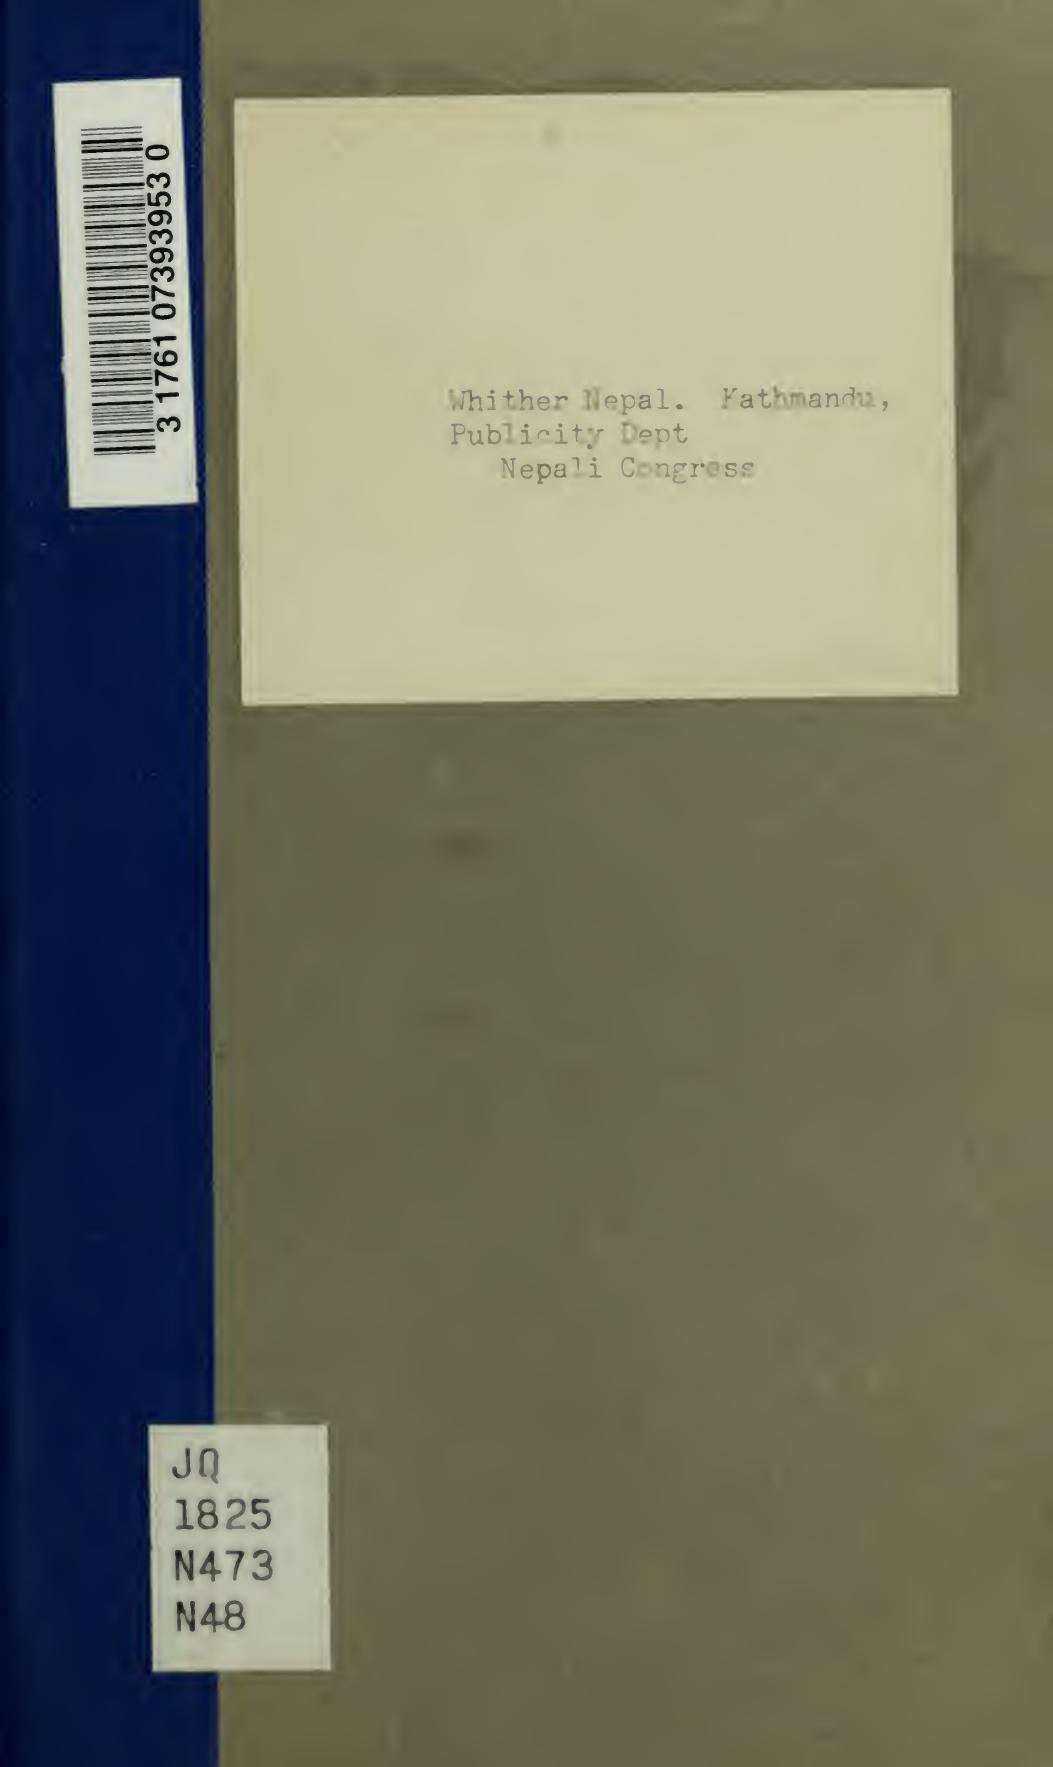 3 1761 07393953 0
Whither Nepal. Kathmandu,
Publicity Dept
Nepali Congress
JQ
1825
N473
N48